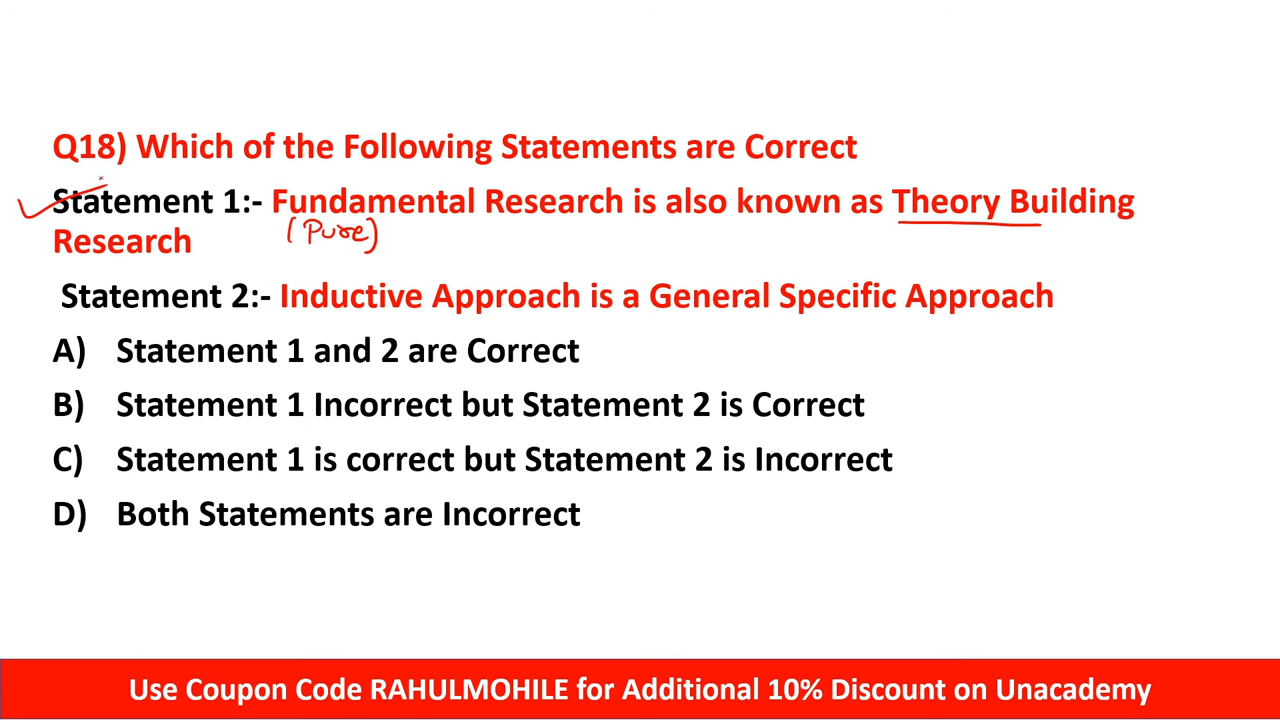 Q18) Which of the Following Statements are Correct
Statement 1:- Fundamental Research is also known as Theory Building
(Pure)
Research
Statement 2:- Inductive Approach is a General Specific Approach
A) Statement 1 and 2 are Correct
B) Statement 1 Incorrect but Statement 2 is Correct
C) Statement 1 is correct but Statement 2 is Incorrect
D) Both Statements are Incorrect
Use Coupon Code RAHULMOHILE for Additional 10% Discount on Unacademy